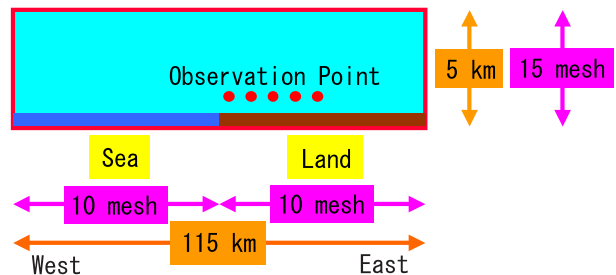 Observation Point
5 km
15 mesh
Sea
Land
10 mesh
10 mesh
115 km
West
East